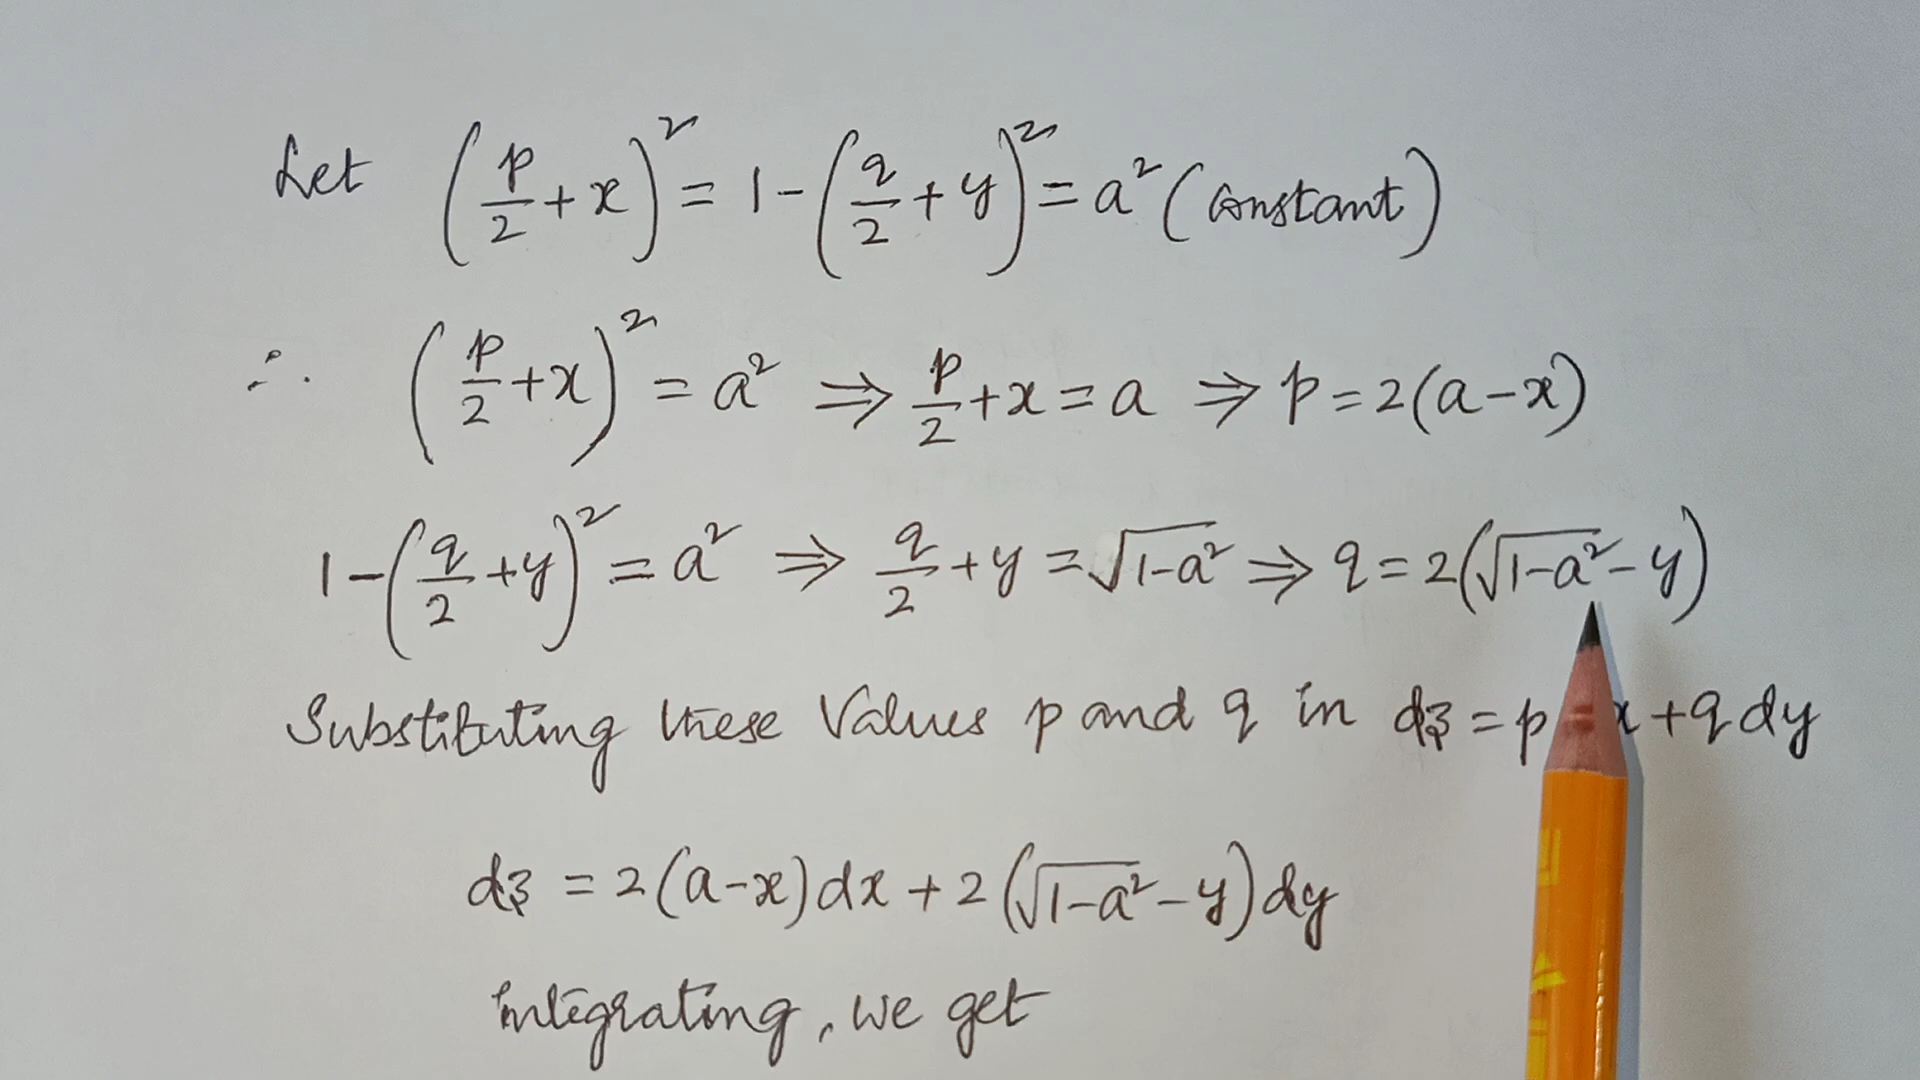 Let (p/2 + x)² = 1 - (q/2 + y)² = a² (constant)
∴ (p/2 + x)² = a² ⇒ p/2 + x = a ⇒ p = 2(a - x)
1 - (q/2 + y)² = a² ⇒ q/2 + y = √(1-a²) ⇒ q = 2(√(1-a²) - y)
Substituting these values p and q in dz = p x + q dy
dz = 2(a - x) dx + 2(√(1-a²) - y) dy
Integrating, we get